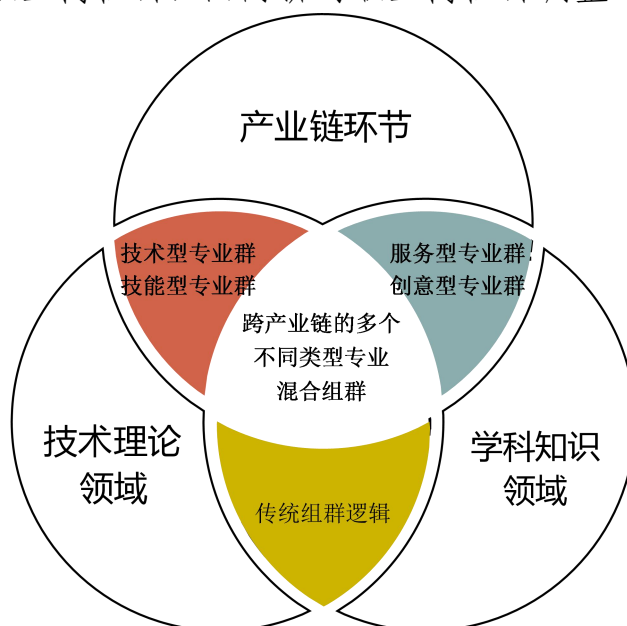 产业链环节
技术型专业群
技能型专业群
服务型专业群
创意型专业群
跨产业链的多个
不同类型专业
混合组群
技术理论
领域
学科知识
领域
传统组群逻辑